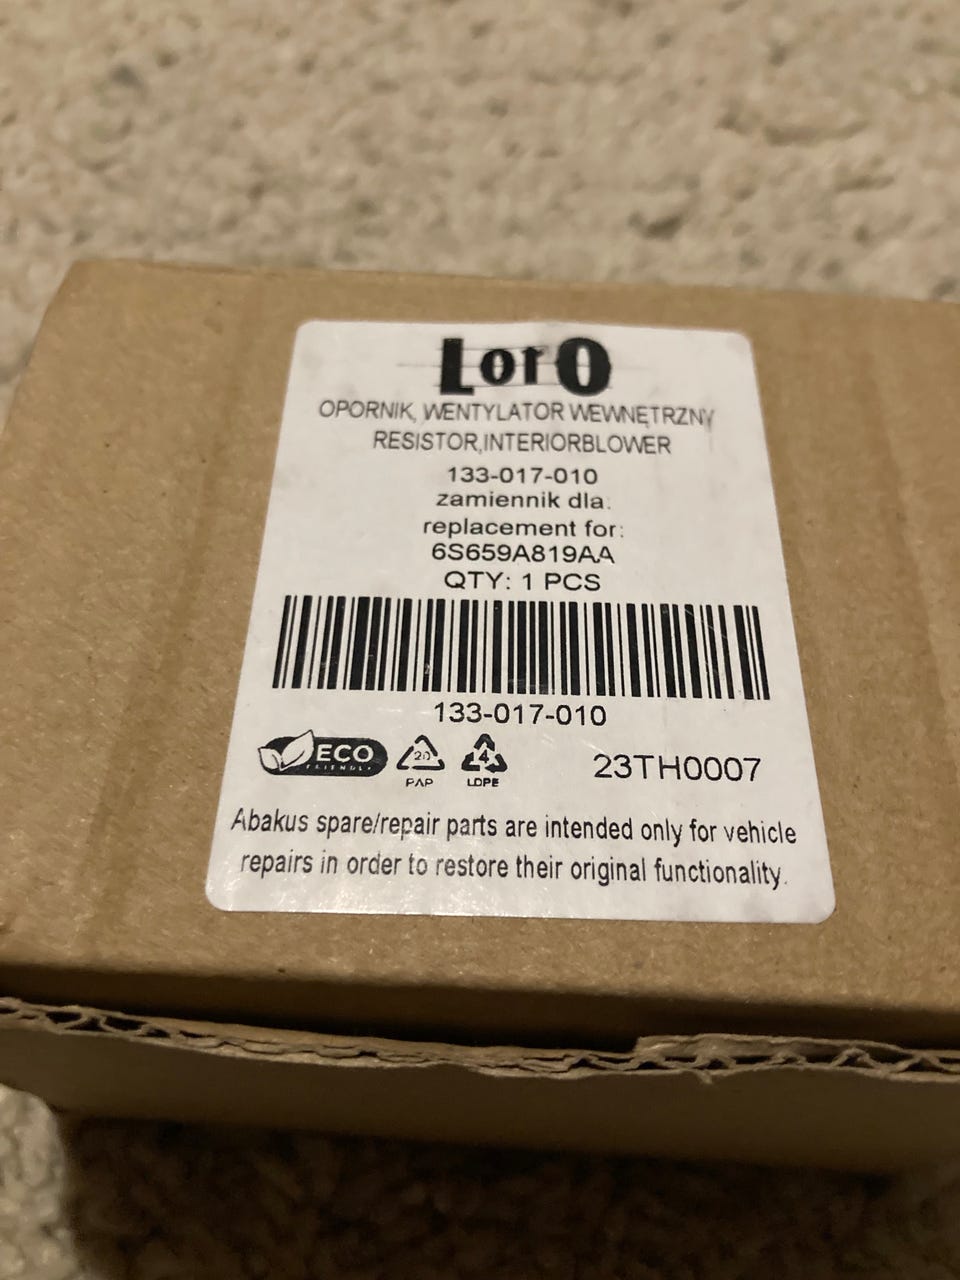 LorO
OPORNIK, WENTYLATOR WEWNĘTRZNY
RESISTOR,INTERIORBLOWER
133-017-010
zamiennik dla:
replacement for:
6S659A819AA
QTY: 1 PCS
133-017-010
ECO
FRIENDLY
20
PAP
4
LDPE
23TH0007
Abakus spare/repair parts are intended only for vehicle
repairs in order to restore their original functionality.